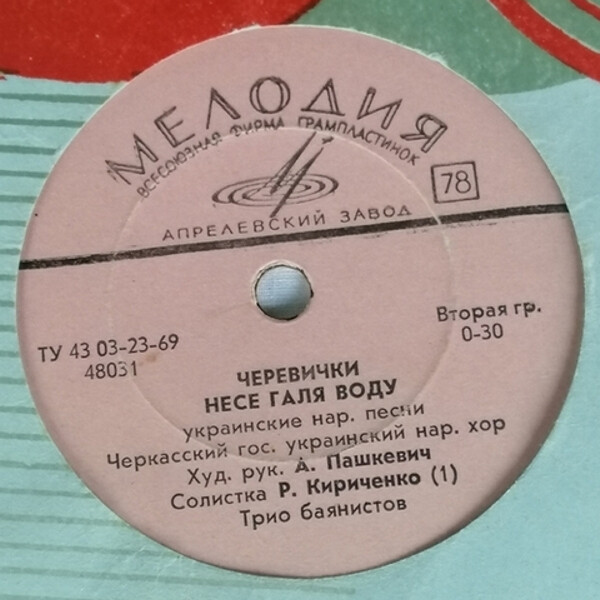 МЕЛОДИЯ
ВСЕСОЮЗНАЯ ФИРМА ГРАМПЛАСТИНОК
78
АПРЕЛЕВСКИЙ ЗАВОД
ТУ 43 03-23-69
48031
Вторая гр.
0-30
ЧЕРЕВИЧКИ
НЕСЕ ГАЛЯ ВОДУ
украинские нар. песни
Черкасский гос. украинский нар. хор
Худ. рук. А. Пашкевич
Солистка Р. Кириченко (1)
Трио баянистов